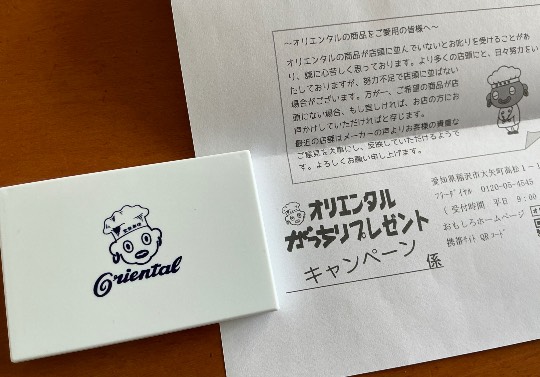 ~オリエンタルの商品をご愛用の皆様へ~
オリエンタルの商品が店頭に並んでいないとお叱りを受けることがあ
り、誠に心苦しく思っております。より多くの店頭にと、日々努力をい
たしておりますが、努力不足で店頭に並ばない
場合がございます。万が一、ご希望の商品が店
頭にない場合、もし宜しければ、お店の方にお
声かけしていただければと存じます。
最近の店舗はメーカーの声よりお客様の貴重な
ご意見を大切にし、反映していただけるようで
す。よろしくお願い申し上げます。
愛知県稲沢市大矢町高松1-1
フリーダイヤル 0120-05-4545
(受付時間 平日 9:00
おもしろホームページ
携帯サイト QRコード
オリエンタル
がっちりプレゼント
キャンペーン 係
Oriental